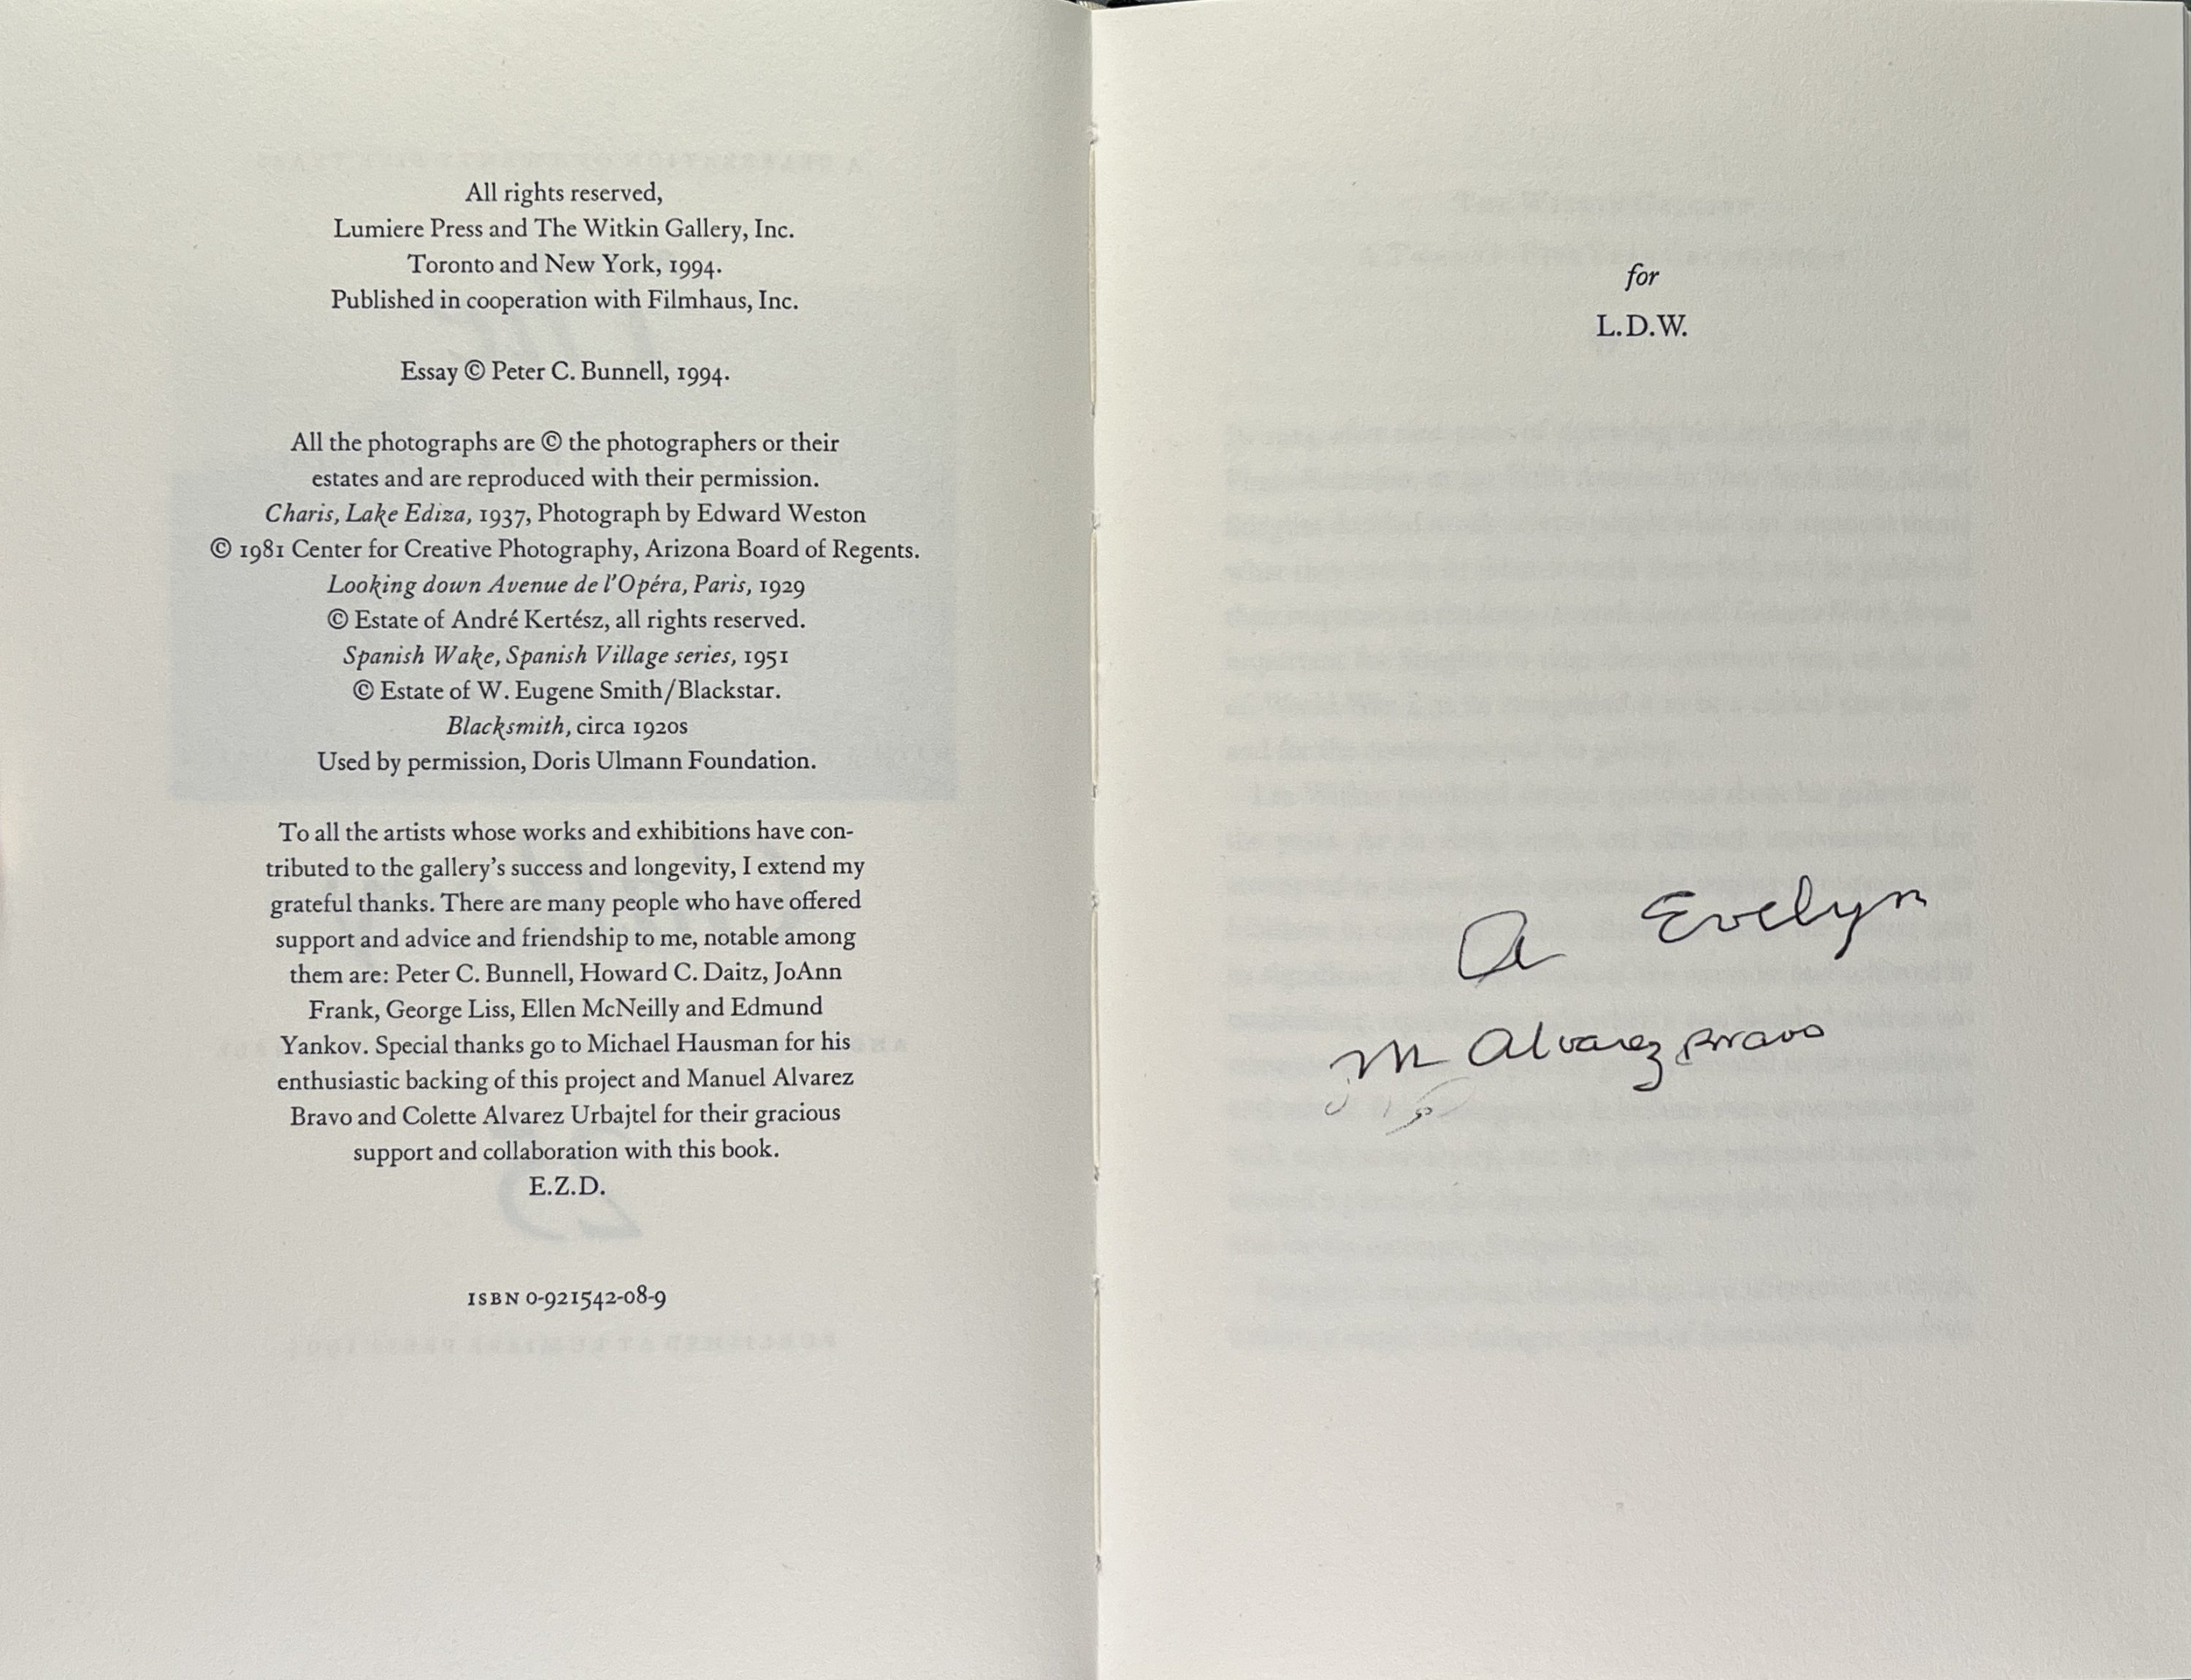 All rights reserved,
Lumiere Press and The Witkin Gallery, Inc.
Toronto and New York, 1994.
Published in cooperation with Filmhaus, Inc.
Essay © Peter C. Bunnell, 1994.
All the photographs are © the photographers or their
estates and are reproduced with their permission.
Charis, Lake Ediza, 1937, Photograph by Edward Weston
© 1981 Center for Creative Photography, Arizona Board of Regents.
Looking down Avenue de l'Opéra, Paris, 1929
© Estate of André Kertész, all rights reserved.
Spanish Wake, Spanish Village series, 1951
© Estate of W. Eugene Smith/Blackstar.
Blacksmith, circa 1920s
Used by permission, Doris Ulmann Foundation.
To all the artists whose works and exhibitions have con-
tributed to the gallery's success and longevity, I extend my
grateful thanks. There are many people who have offered
support and advice and friendship to me, notable among
them are: Peter C. Bunnell, Howard C. Daitz, JoAnn
Frank, George Liss, Ellen McNeilly and Edmund
Yankov. Special thanks go to Michael Hausman for his
enthusiastic backing of this project and Manuel Alvarez
Bravo and Colette Alvarez Urbajtel for their gracious
support and collaboration with this book.
E.Z.D.
ISBN 0-921542-08-9
for
L.D.W.
A Evelyn
M Alvarez Bravo